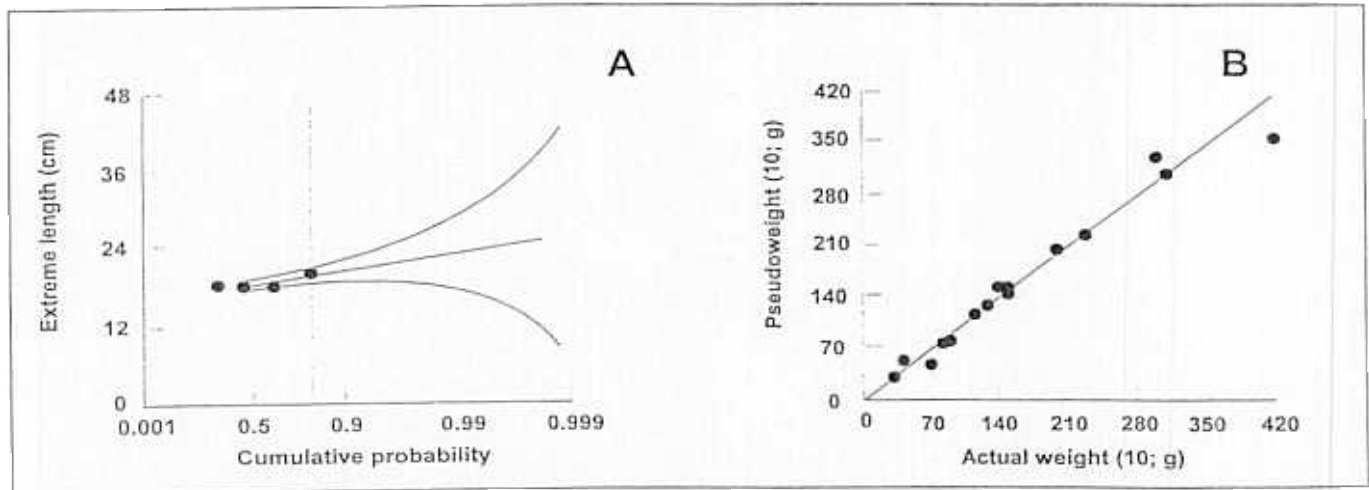 A
Extreme length (cm)
48
36
24
12
0
0.001 0.5 0.9 0.99 0.999
Cumulative probability
B
Pseudoweight (10; g)
420
350
280
210
140
70
0
0 70 140 210 280 350 420
Actual weight (10; g)